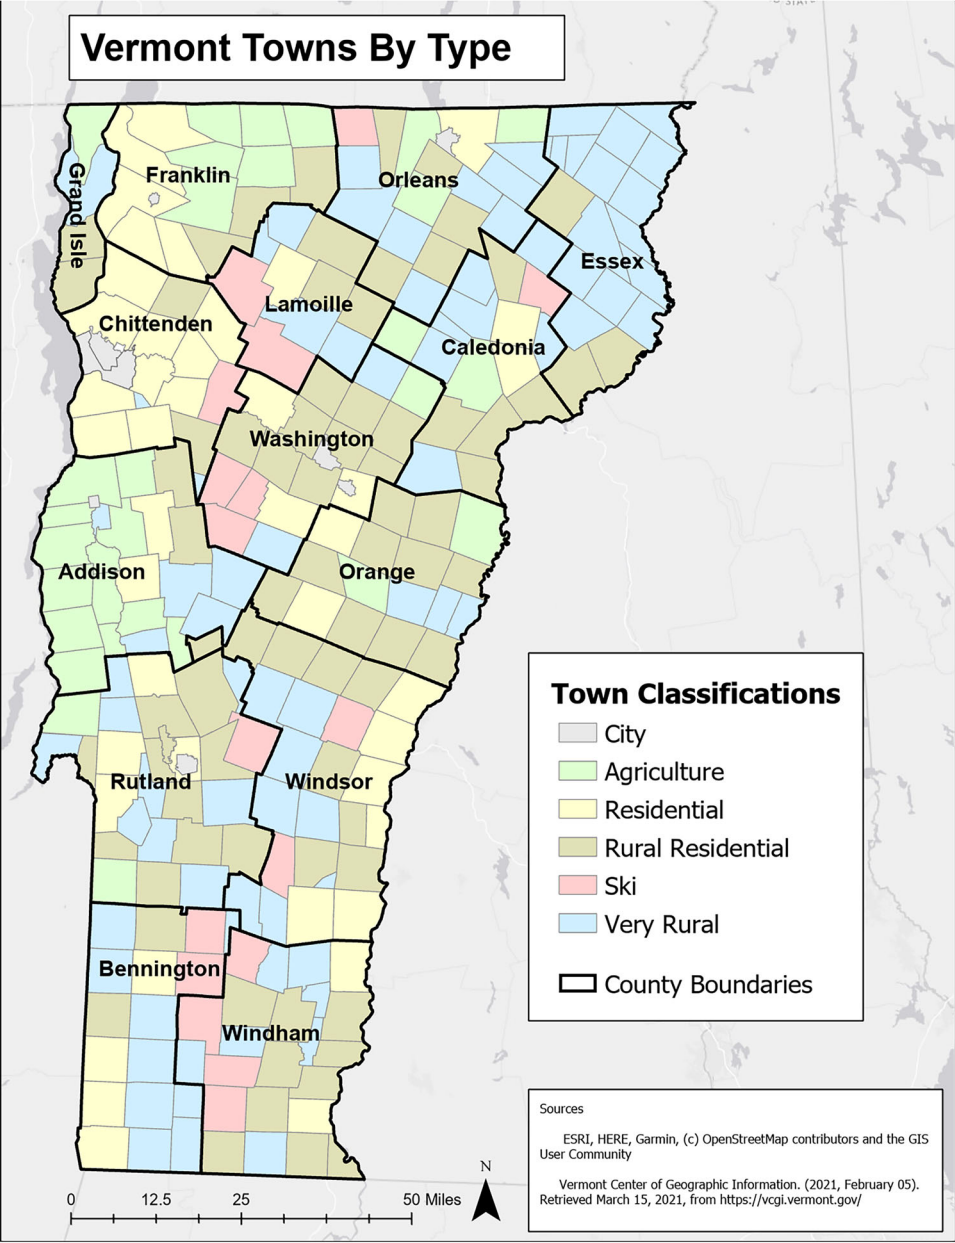 Vermont Towns By Type
Grand Isle
Franklin
Orleans
Essex
Lamoille
Chittenden
Caledonia
Washington
Addison
Orange
Rutland
Windsor
Bennington
Windham
Town Classifications
City
Agriculture
Residential
Rural Residential
Ski
Very Rural
County Boundaries
Sources
ESRI, HERE, Garmin, (c) OpenStreetMap contributors and the GIS
User Community
Vermont Center of Geographic Information. (2021, February 05).
Retrieved March 15, 2021, from https://vcgi.vermont.gov/
N
0 12.5 25 50 Miles